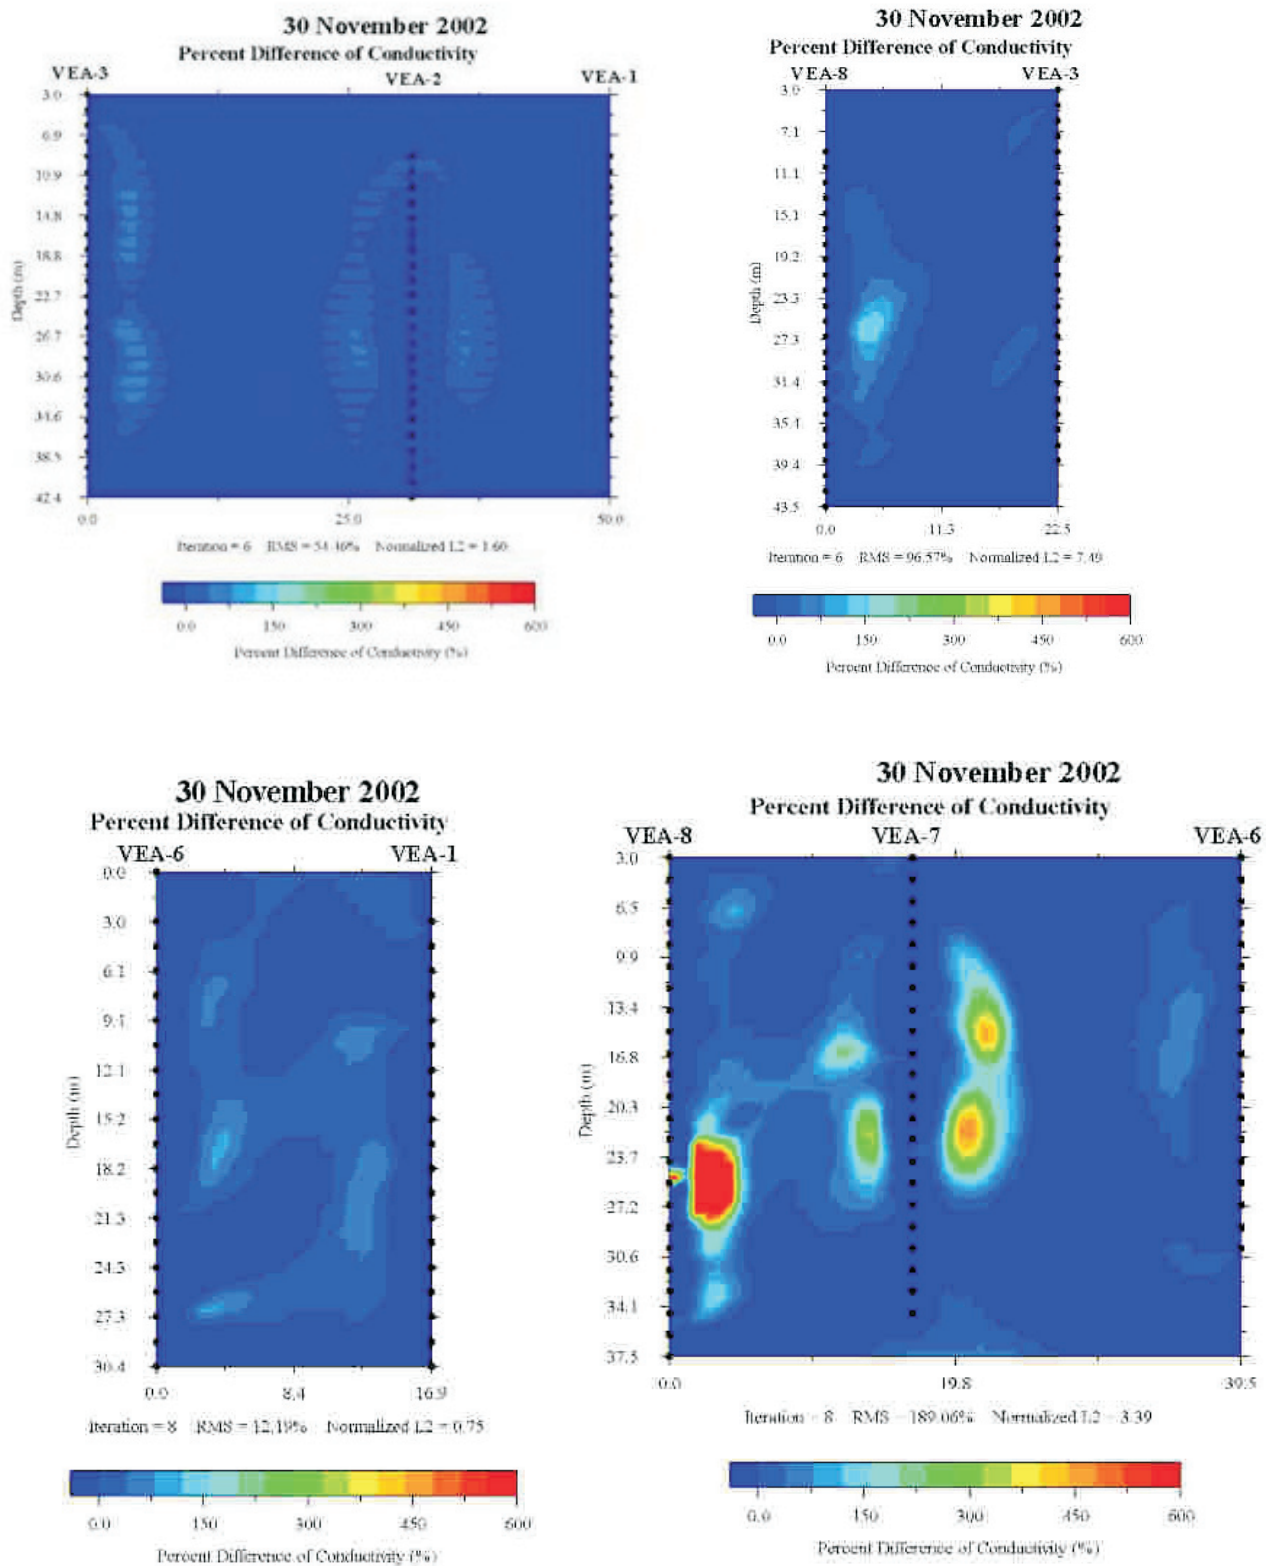 30 November 2002
Percent Difference of Conductivity
VEA-3 VEA-2 VEA-1
3.0
6.9
10.9
14.8
18.8
22.7
26.7
30.6
34.6
38.5
42.4
Depth (m)
0.0 25.0 50.0
Iteration = 6 RMS = 54.46% Normalized L2 = 1.60
0.0 150 300 450 600
Percent Difference of Conductivity (%)
30 November 2002
Percent Difference of Conductivity
VEA-8 VEA-3
3.0
7.1
11.1
15.1
19.2
23.3
27.3
31.4
35.4
39.4
43.5
Depth (m)
0.0 11.3 22.5
Iteration = 6 RMS = 96.57% Normalized L2 = 7.49
0.0 150 300 450 600
Percent Difference of Conductivity (%)
30 November 2002
Percent Difference of Conductivity
VEA-6 VEA-1
0.0
3.0
6.1
9.1
12.1
15.2
18.2
21.3
24.3
27.3
30.4
Depth (m)
0.0 8.4 16.9
Iteration = 8 RMS = 12.19% Normalized L2 = 0.75
0.0 150 300 450 600
Percent Difference of Conductivity (%)
30 November 2002
Percent Difference of Conductivity
VEA-8 VEA-7 VEA-6
3.0
6.5
9.9
13.4
16.8
20.3
23.7
27.2
30.6
34.1
37.5
Depth (m)
0.0 19.8 39.5
Iteration = 8 RMS = 189.06% Normalized L2 = 3.39
0.0 150 300 450 600
Percent Difference of Conductivity (%)